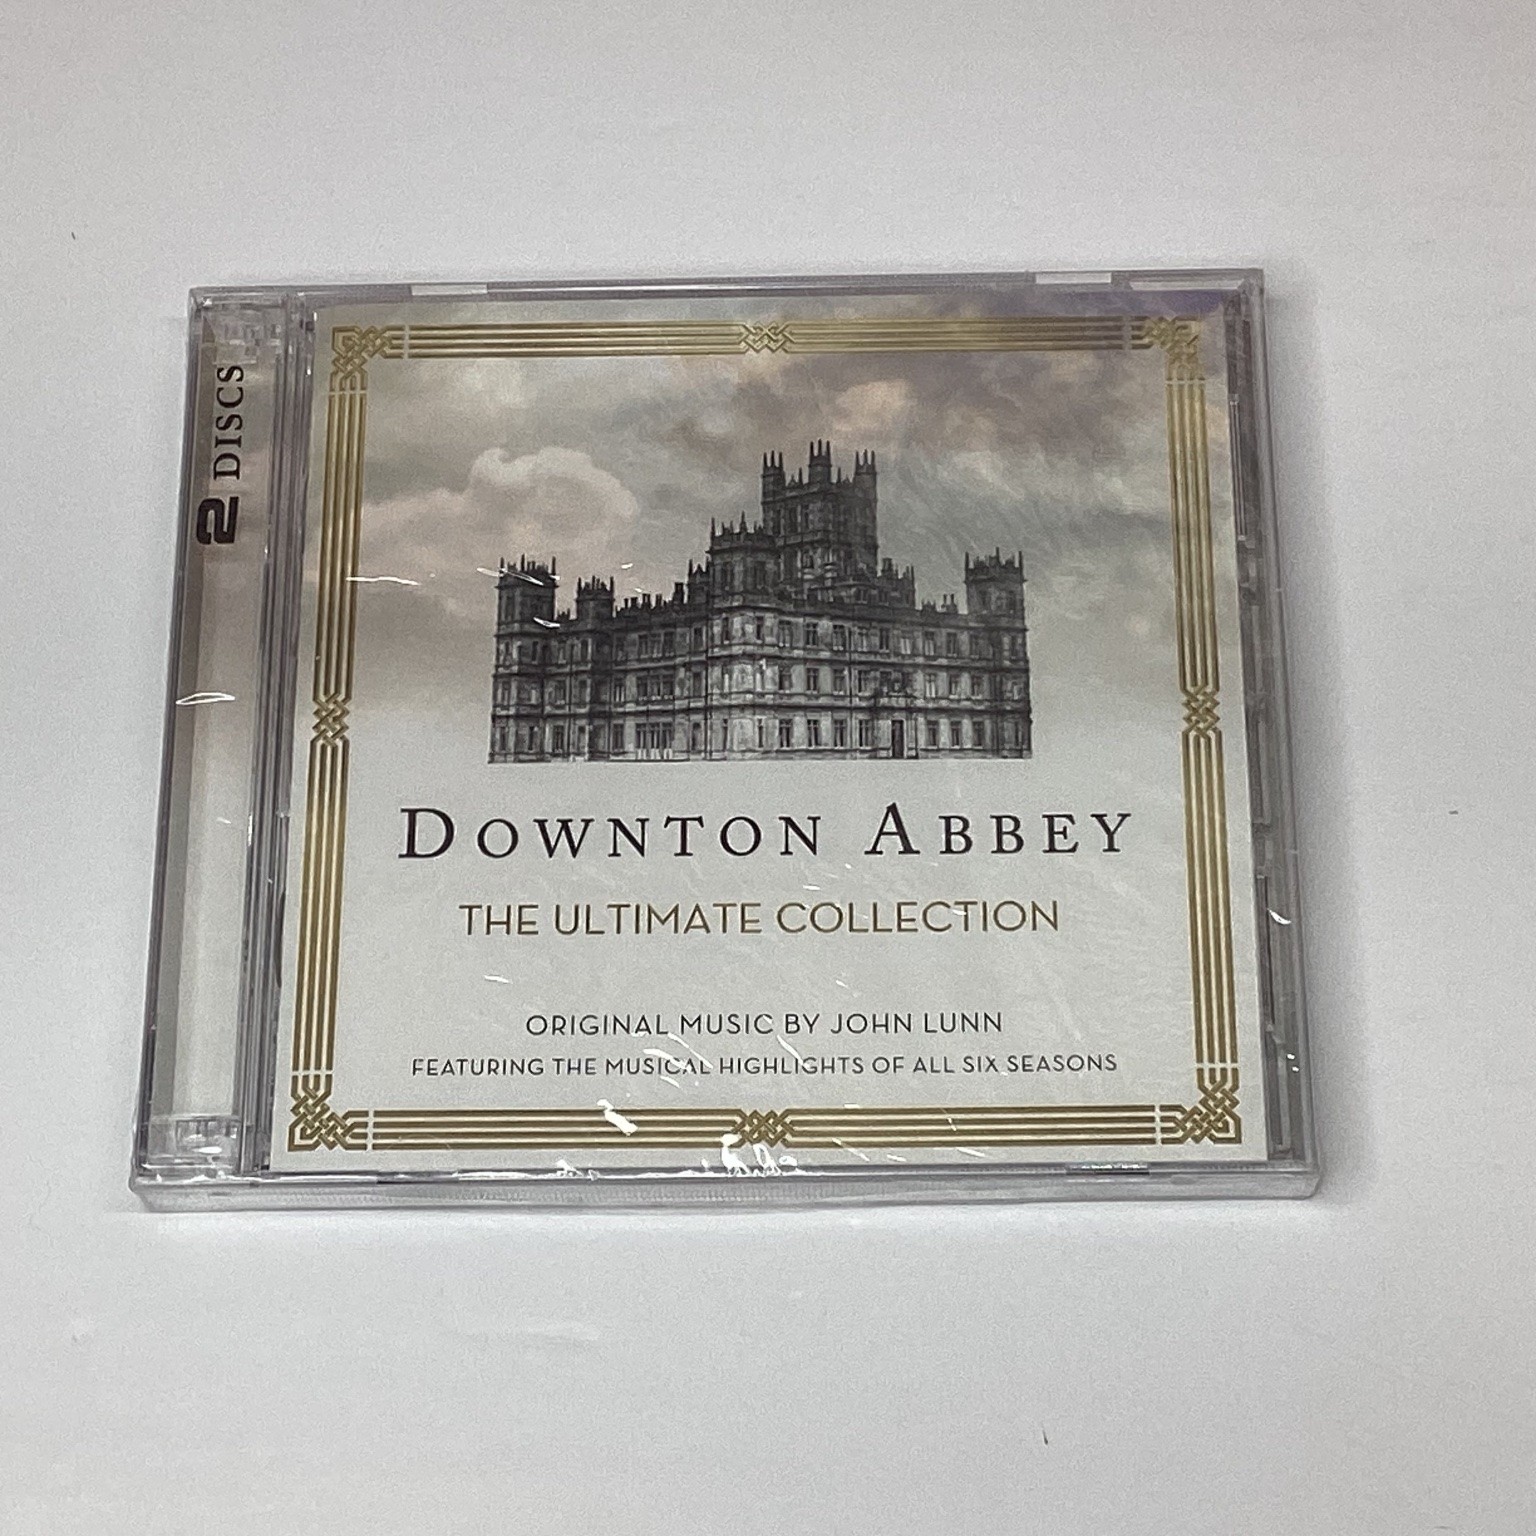 2 DISCS
DOWNTON ABBEY
THE ULTIMATE COLLECTION
ORIGINAL MUSIC BY JOHN LUNN
FEATURING THE MUSICAL HIGHLIGHTS OF ALL SIX SEASONS